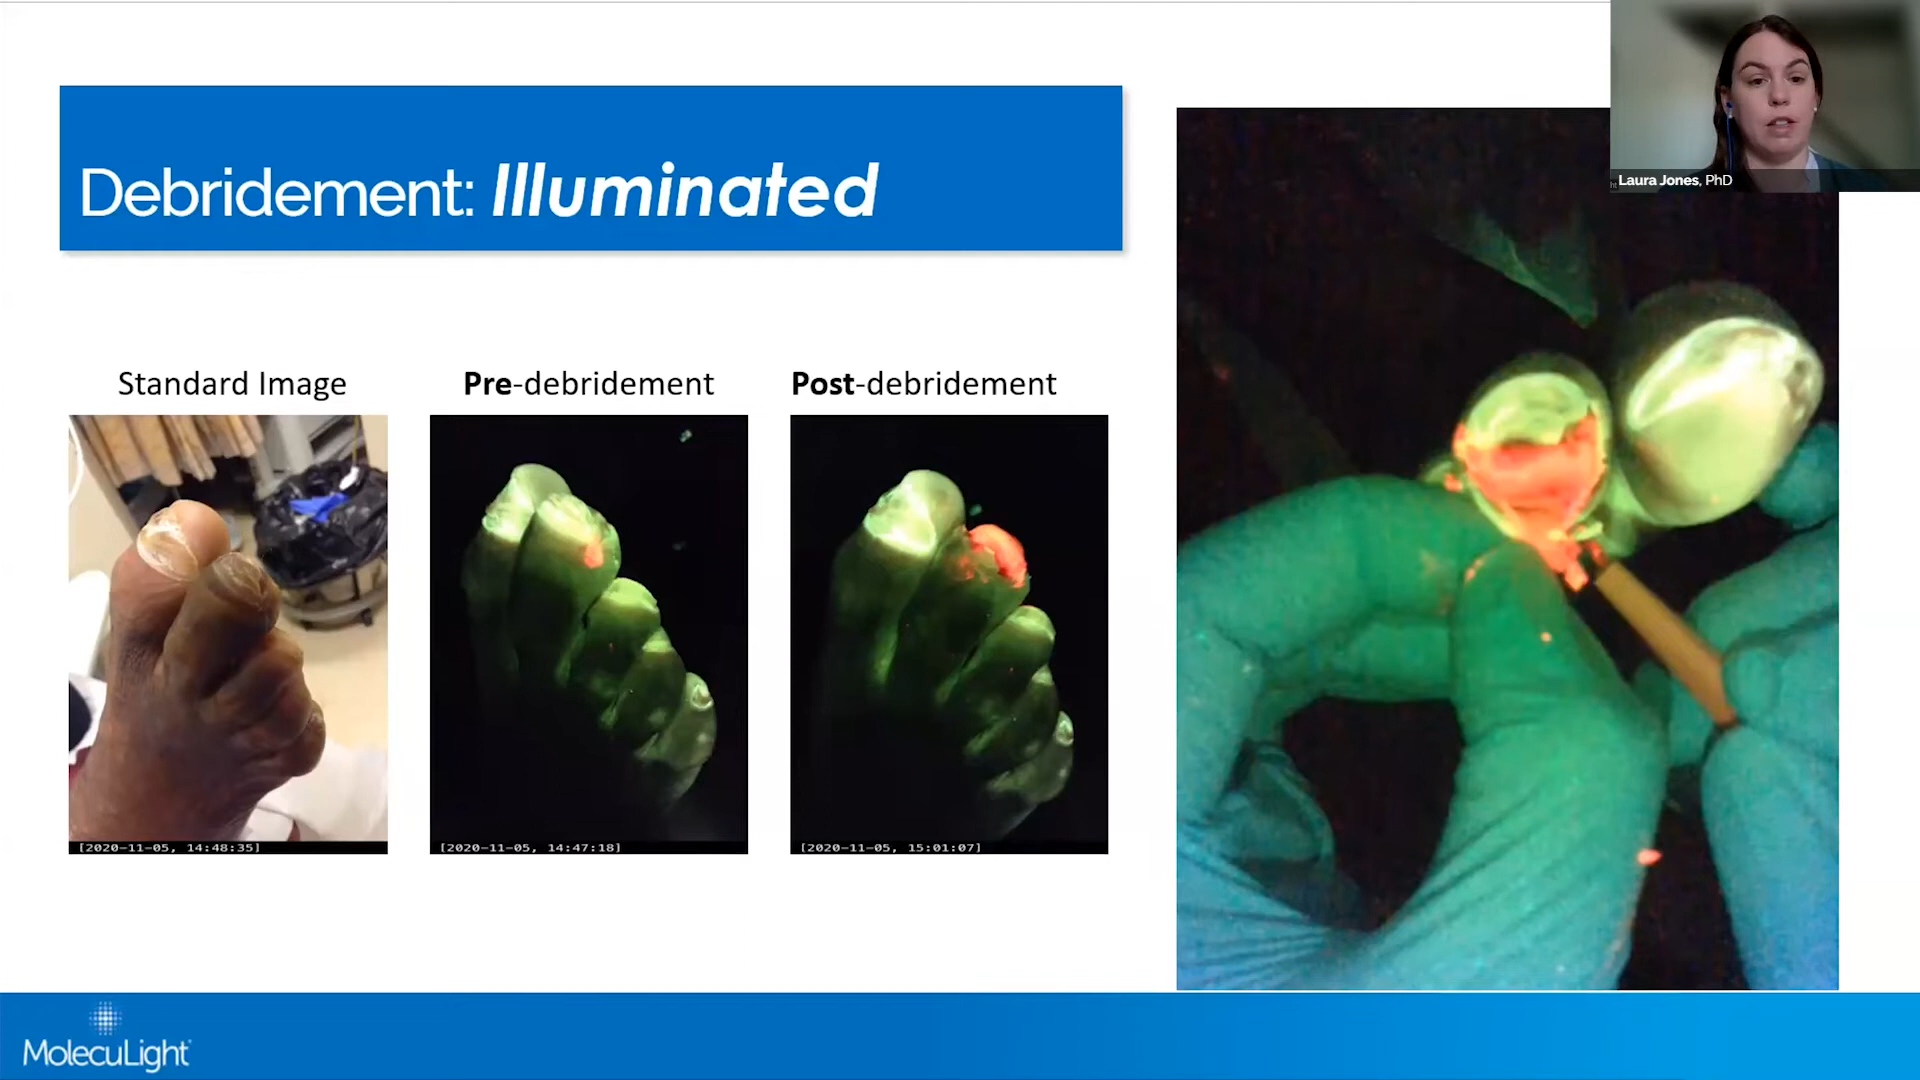 Laura Jones, PhD
Debridement: Illuminated
Standard Image
Pre-debridement
Post-debridement
[2020-11-05, 14:48:35]
[2020-11-05, 14:47:18]
[2020-11-05, 15:01:07]
MolecuLight